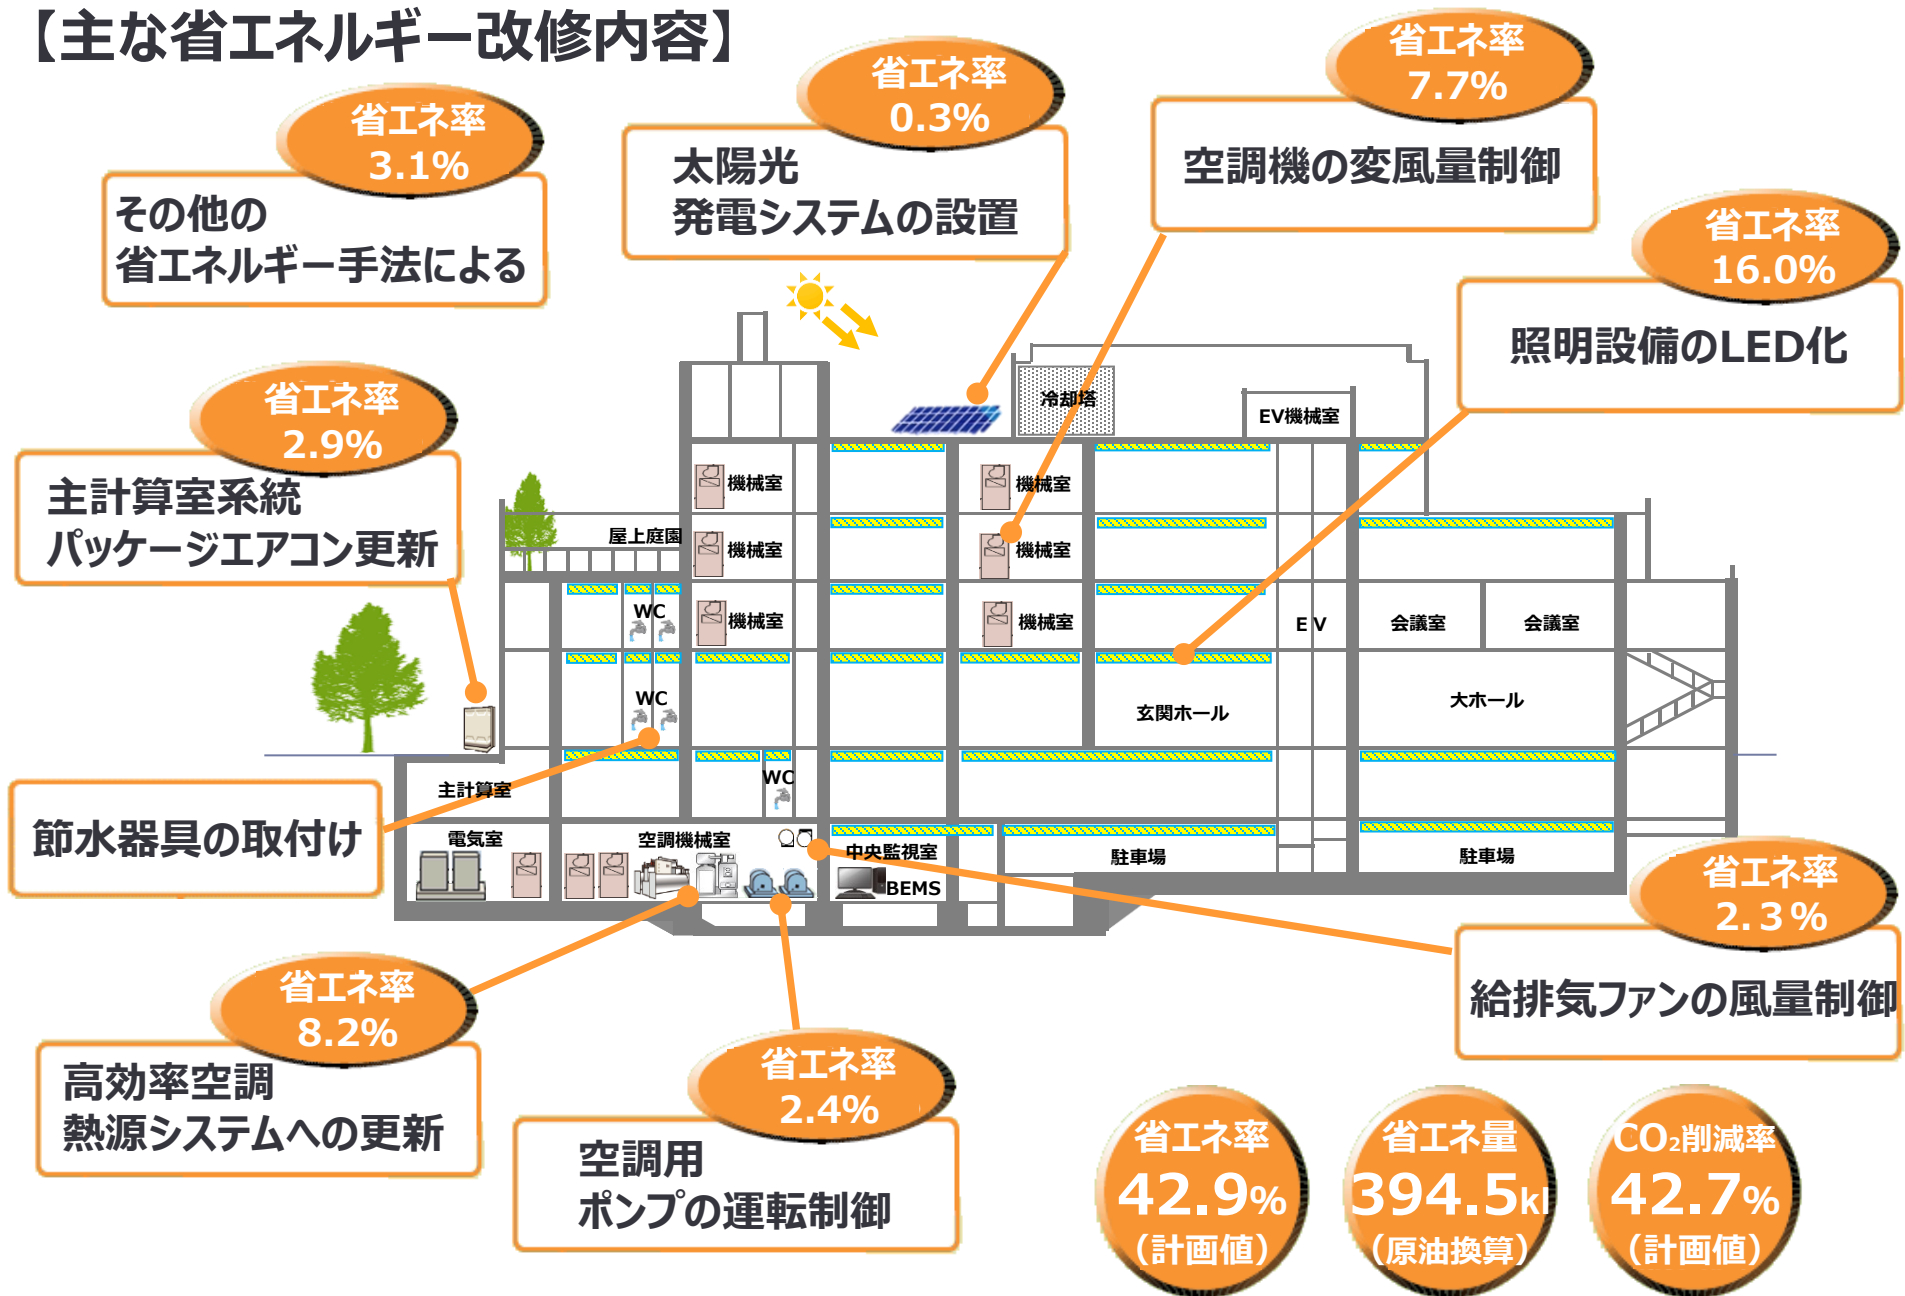 【主な省エネルギー改修内容】
省エネ率
3.1%
その他の
省エネルギー手法による
省エネ率
0.3%
太陽光
発電システムの設置
省エネ率
7.7%
空調機の変風量制御
省エネ率
16.0%
照明設備のLED化
省エネ率
2.9%
主計算室系統
パッケージエアコン更新
冷却塔
EV機械室
機械室
機械室
屋上庭園
機械室
機械室
WC
機械室
機械室
EV
会議室
会議室
WC
玄関ホール
大ホール
主計算室
WC
節水器具の取付け
電気室
空調機械室
中央監視室
BEMS
駐車場
駐車場
省エネ率
2.3%
給排気ファンの風量制御
省エネ率
8.2%
高効率空調
熱源システムへの更新
省エネ率
2.4%
空調用
ポンプの運転制御
省エネ率
42.9%
（計画値）
省エネ量
394.5kl
（原油換算）
CO₂削減率
42.7%
（計画値）